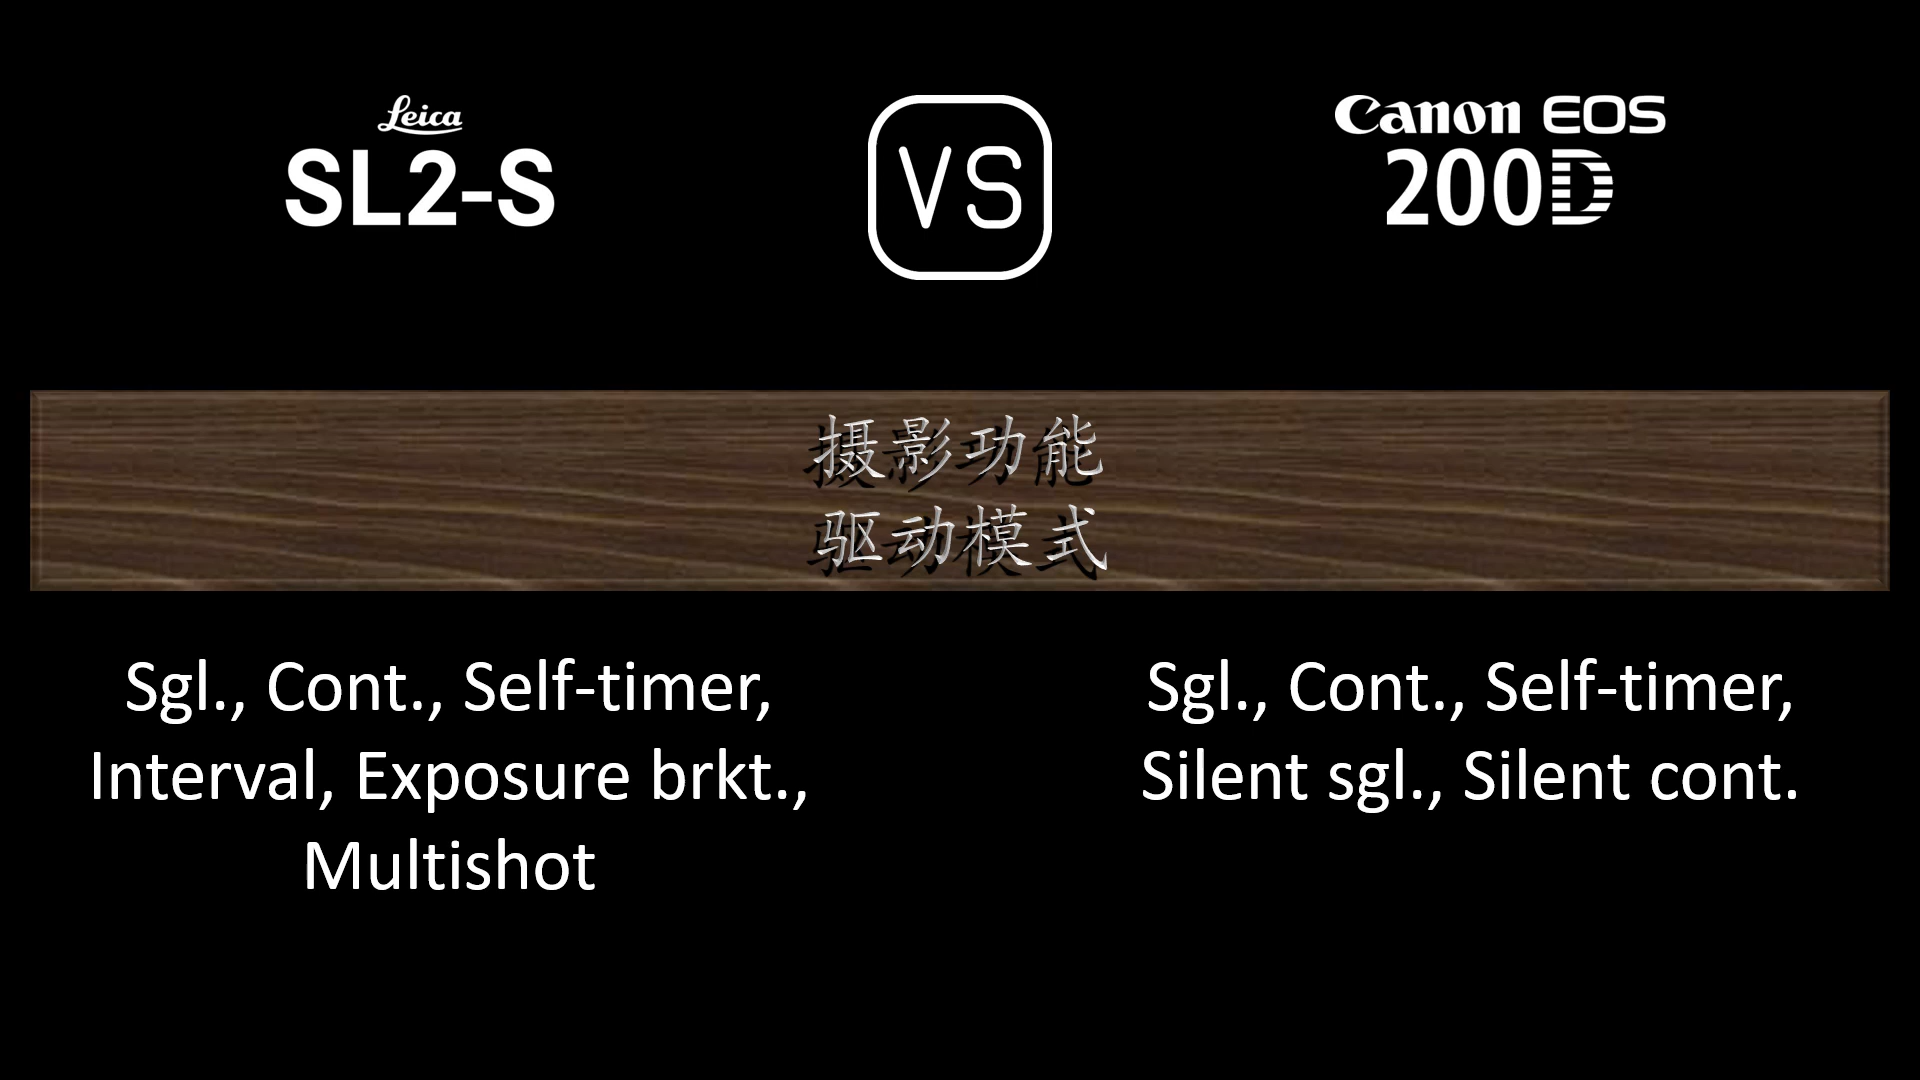 Leica
SL2-S
VS
Canon EOS
200D
摄影功能
驱动模式
Sgl., Cont., Self-timer,
Interval, Exposure brkt.,
Multishot
Sgl., Cont., Self-timer,
Silent sgl., Silent cont.